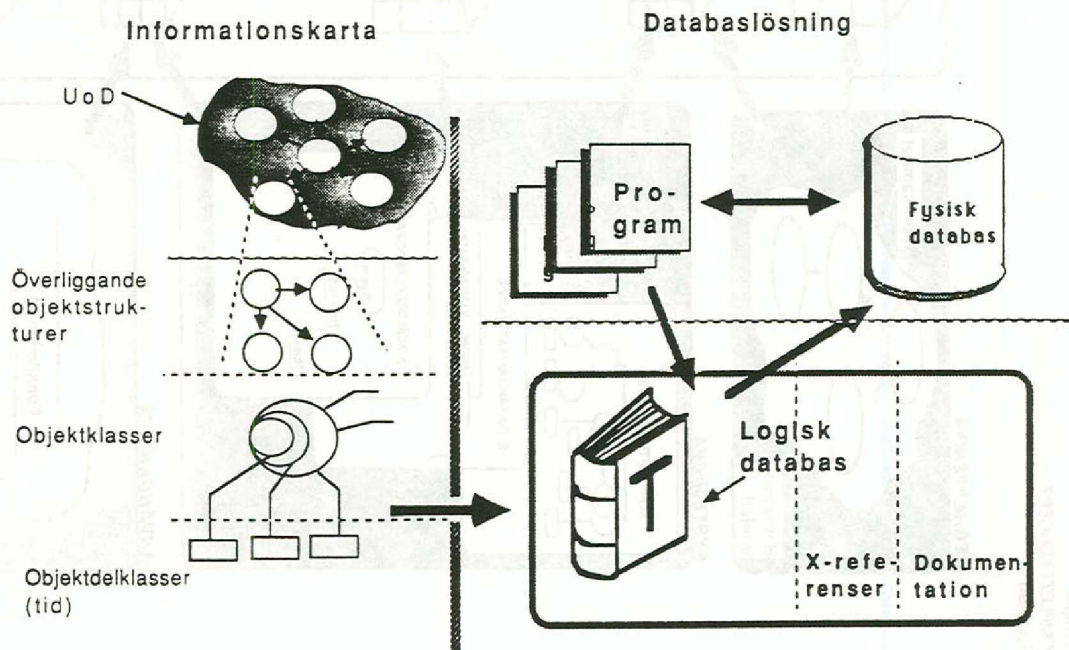 Informationskarta
Databaslösning
UoD
Överliggande
objektstruk-
turer
Objektklasser
Objektdelklasser
(tid)
Pro-
gram
Fysisk
databas
T
Logisk
databas
X-refe-
renser
Dokumen-
tation